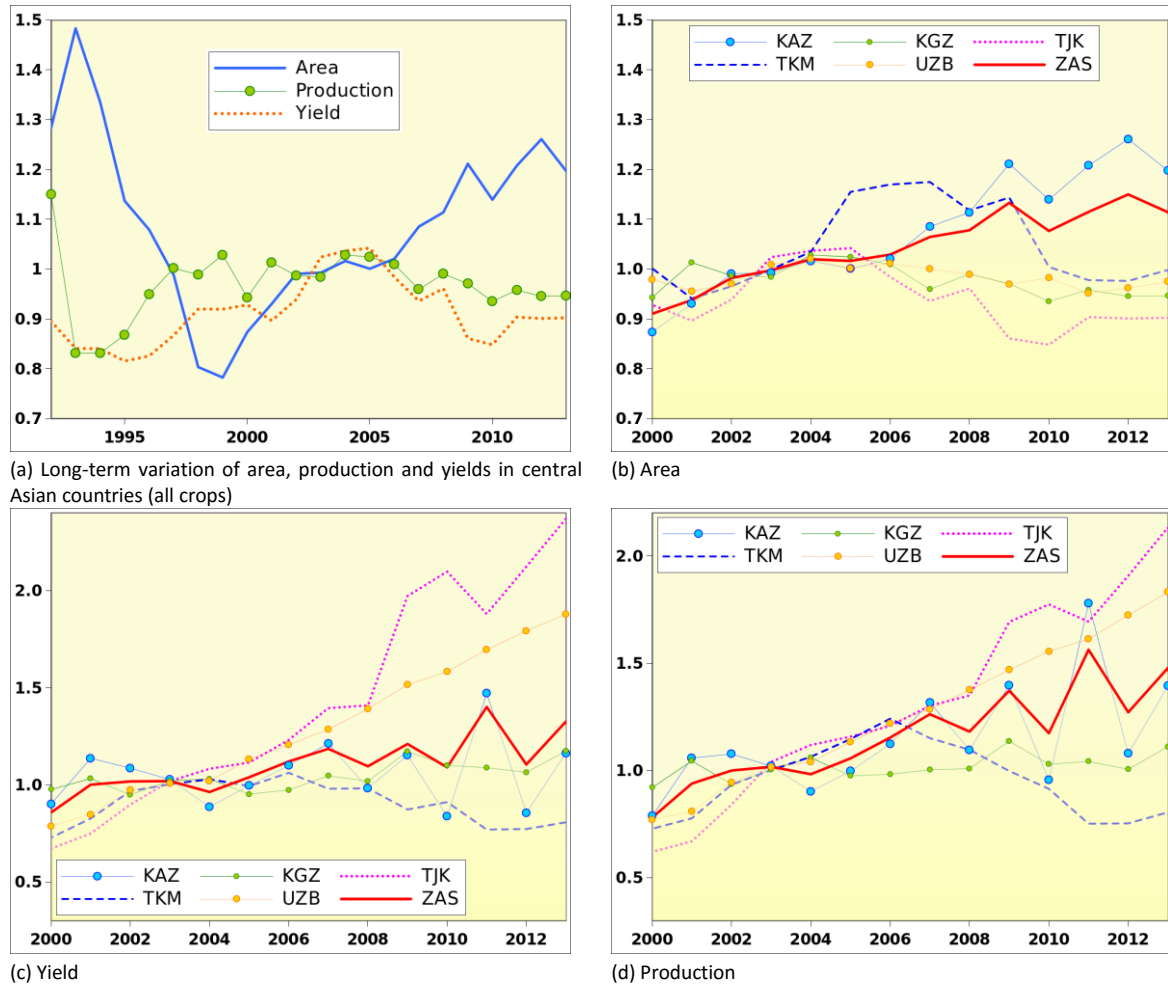 1.5
1.4
1.3
1.2
1.1
1
0.9
0.8
0.7
Area
Production
Yield
1995 2000 2005 2010
(a) Long-term variation of area, production and yields in central
Asian countries (all crops)
1.5
1.4
1.3
1.2
1.1
1.0
0.9
0.8
0.7
KAZ KGZ TJK
TKM UZB ZAS
2000 2002 2004 2006 2008 2010 2012
(b) Area
2.0
1.5
1.0
0.5
KAZ KGZ TJK
TKM UZB ZAS
2000 2002 2004 2006 2008 2010 2012
(c) Yield
KAZ KGZ TJK
TKM UZB ZAS
2.0
1.5
1.0
0.5
2000 2002 2004 2006 2008 2010 2012
(d) Production